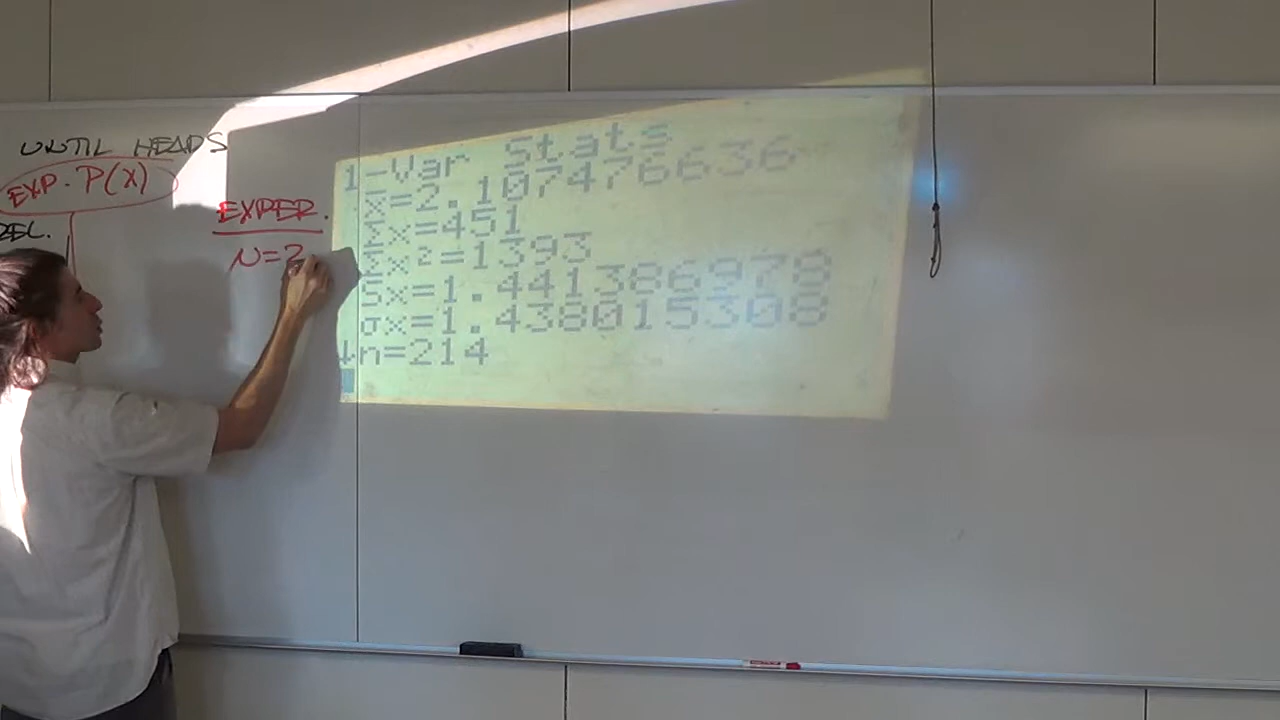 UNTIL HEADS
EXP. P(X)
REL.
EXPER.
N=2
1-Var Stats
x̄=2.107476636
Σx=451
Σx²=1393
Sx=1.441386978
σx=1.438015308
↓n=214